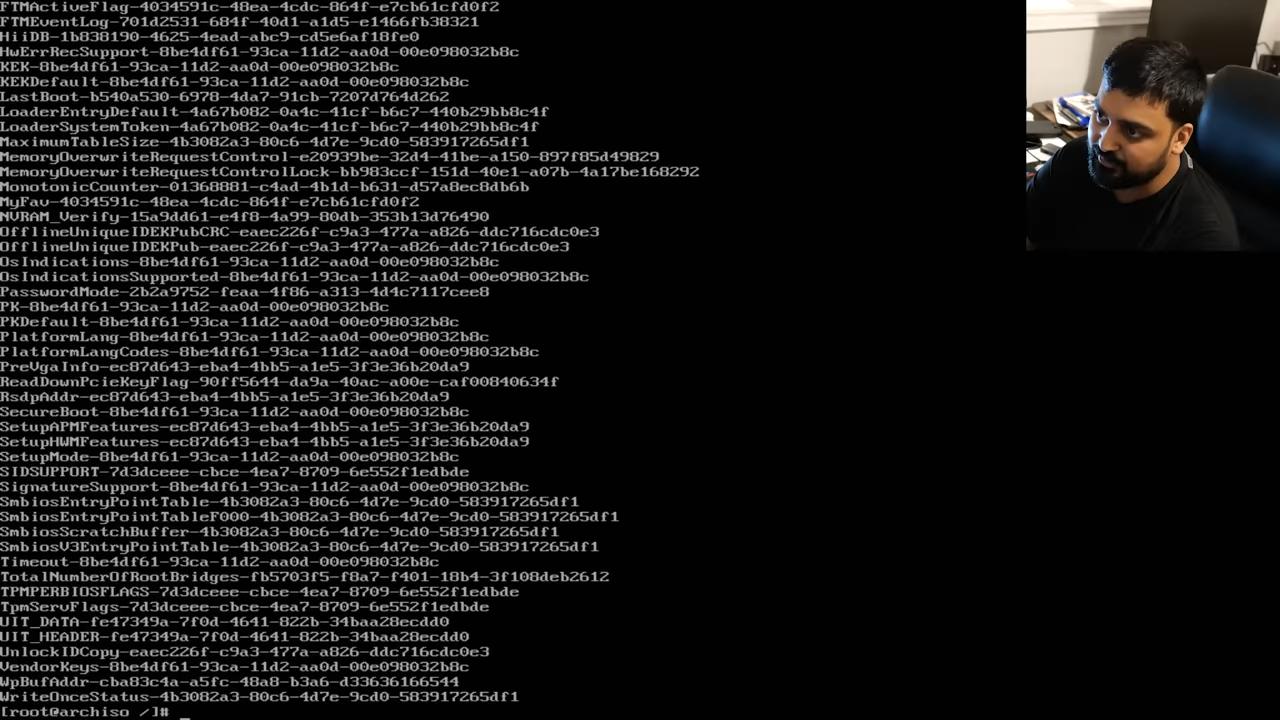 FTMActiveFlag-4034591c-48ea-4cdc-864f-e7cb61cfd0f2
FTMEventLog-701d2531-684f-40d1-a1d5-e1466fb38321
HiiDB-1b838190-4625-4ead-abc9-cd5e6af18fe0
HwErrRecSupport-8be4df61-93ca-11d2-aa0d-00e098032b8c
KEK-8be4df61-93ca-11d2-aa0d-00e098032b8c
KEKDefault-8be4df61-93ca-11d2-aa0d-00e098032b8c
LastBoot-b540a530-6978-4da7-91cb-7207d764d262
LoaderEntryDefault-4a67b082-0a4c-41cf-b6c7-440b29bb8c4f
LoaderSystemToken-4a67b082-0a4c-41cf-b6c7-440b29bb8c4f
MaximumTableSize-4b3082a3-80c6-4d7e-9cd0-583917265df1
MemoryOverwriteRequestControl-e20939be-32d4-41be-a150-897f85d49829
MemoryOverwriteRequestControlLock-bb983ccf-151d-40e1-a07b-4a17be168292
MonotonicCounter-01368881-c4ad-4b1d-b631-d57a8ec8db6b
MyFav-4034591c-48ea-4cdc-864f-e7cb61cfd0f2
NVRAM_Verify-15a9dd61-e4f8-4a99-80db-353b13d76490
OfflineUniqueIDEKPubCRC-eaec226f-c9a3-477a-a826-ddc716cdc0e3
OfflineUniqueIDEKPub-eaec226f-c9a3-477a-a826-ddc716cdc0e3
OsIndications-8be4df61-93ca-11d2-aa0d-00e098032b8c
OsIndicationsSupported-8be4df61-93ca-11d2-aa0d-00e098032b8c
PasswordMode-2b2a9752-feaa-4f86-a313-4d4c7117cee8
PK-8be4df61-93ca-11d2-aa0d-00e098032b8c
PKDefault-8be4df61-93ca-11d2-aa0d-00e098032b8c
PlatformLang-8be4df61-93ca-11d2-aa0d-00e098032b8c
PlatformLangCodes-8be4df61-93ca-11d2-aa0d-00e098032b8c
PreVgaInfo-ec87d643-eba4-4bb5-a1e5-3f3e36b20da9
ReadDownPcieKeyFlag-90ff5644-da9a-40ac-a00e-caf00840634f
RsdpAddr-ec87d643-eba4-4bb5-a1e5-3f3e36b20da9
SecureBoot-8be4df61-93ca-11d2-aa0d-00e098032b8c
SetupAPMFeatures-ec87d643-eba4-4bb5-a1e5-3f3e36b20da9
SetupHWMFeatures-ec87d643-eba4-4bb5-a1e5-3f3e36b20da9
SetupMode-8be4df61-93ca-11d2-aa0d-00e098032b8c
SIDSUPPORT-7d3dceee-cbce-4ea7-8709-6e552f1edbde
SignatureSupport-8be4df61-93ca-11d2-aa0d-00e098032b8c
SmbiosEntryPointTable-4b3082a3-80c6-4d7e-9cd0-583917265df1
SmbiosEntryPointTableF000-4b3082a3-80c6-4d7e-9cd0-583917265df1
SmbiosScratchBuffer-4b3082a3-80c6-4d7e-9cd0-583917265df1
SmbiosV3EntryPointTable-4b3082a3-80c6-4d7e-9cd0-583917265df1
Timeout-8be4df61-93ca-11d2-aa0d-00e098032b8c
TotalNumberOfRootBridges-fb5703f5-f8a7-f401-18b4-3f108deb2612
TPMPERBIOSFLAGS-7d3dceee-cbce-4ea7-8709-6e552f1edbde
TpmServFlags-7d3dceee-cbce-4ea7-8709-6e552f1edbde
UIT_DATA-fe47349a-7f0d-4641-822b-34baa28ecdd0
UIT_HEADER-fe47349a-7f0d-4641-822b-34baa28ecdd0
UnlockIDCopy-eaec226f-c9a3-477a-a826-ddc716cdc0e3
VendorKeys-8be4df61-93ca-11d2-aa0d-00e098032b8c
WpBufAddr-cba83c4a-a5fc-48a8-b3a6-d33636166544
WriteOnceStatus-4b3082a3-80c6-4d7e-9cd0-583917265df1
[root@archiso /]# _